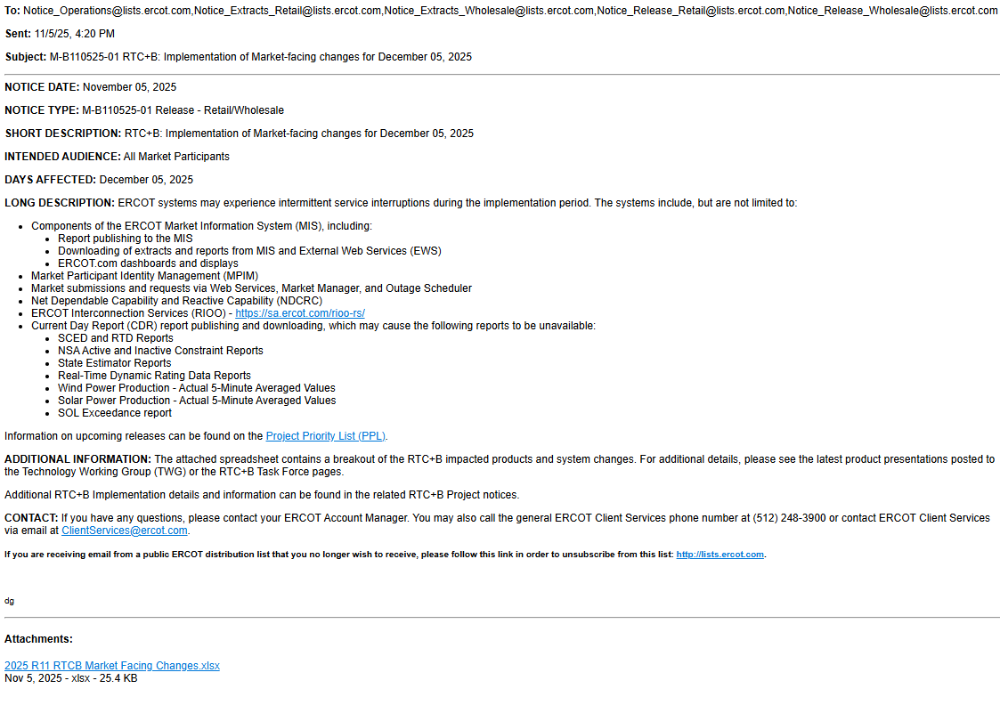 To: Notice_Operations@lists.ercot.com,Notice_Extracts_Retail@lists.ercot.com,Notice_Extracts_Wholesale@lists.ercot.com,Notice_Release_Retail@lists.ercot.com,Notice_Release_Wholesale@lists.ercot.com
Sent: 11/5/25, 4:20 PM
Subject: M-B110525-01 RTC+B: Implementation of Market-facing changes for December 05, 2025
NOTICE DATE: November 05, 2025
NOTICE TYPE: M-B110525-01 Release - Retail/Wholesale
SHORT DESCRIPTION: RTC+B: Implementation of Market-facing changes for December 05, 2025
INTENDED AUDIENCE: All Market Participants
DAYS AFFECTED: December 05, 2025
LONG DESCRIPTION: ERCOT systems may experience intermittent service interruptions during the implementation period. The systems include, but are not limited to:
• Components of the ERCOT Market Information System (MIS), including:
• Report publishing to the MIS
• Downloading of extracts and reports from MIS and External Web Services (EWS)
• ERCOT.com dashboards and displays
• Market Participant Identity Management (MPIM)
• Market submissions and requests via Web Services, Market Manager, and Outage Scheduler
• Net Dependable Capability and Reactive Capability (NDCRC)
• ERCOT Interconnection Services (RIOO) - https://sa.ercot.com/rioo-rs/
• Current Day Report (CDR) report publishing and downloading, which may cause the following reports to be unavailable:
• SCED and RTD Reports
• NSA Active and Inactive Constraint Reports
• State Estimator Reports
• Real-Time Dynamic Rating Data Reports
• Wind Power Production - Actual 5-Minute Averaged Values
• Solar Power Production - Actual 5-Minute Averaged Values
• SOL Exceedance report
Information on upcoming releases can be found on the Project Priority List (PPL).
ADDITIONAL INFORMATION: The attached spreadsheet contains a breakout of the RTC+B impacted products and system changes. For additional details, please see the latest product presentations posted to
the Technology Working Group (TWG) or the RTC+B Task Force pages.
Additional RTC+B Implementation details and information can be found in the related RTC+B Project notices.
CONTACT: If you have any questions, please contact your ERCOT Account Manager. You may also call the general ERCOT Client Services phone number at (512) 248-3900 or contact ERCOT Client Services
via email at ClientServices@ercot.com.
If you are receiving email from a public ERCOT distribution list that you no longer wish to receive, please follow this link in order to unsubscribe from this list: http://lists.ercot.com.
dg
Attachments:
2025 R11 RTCB Market Facing Changes.xlsx
Nov 5, 2025 - xlsx - 25.4 KB